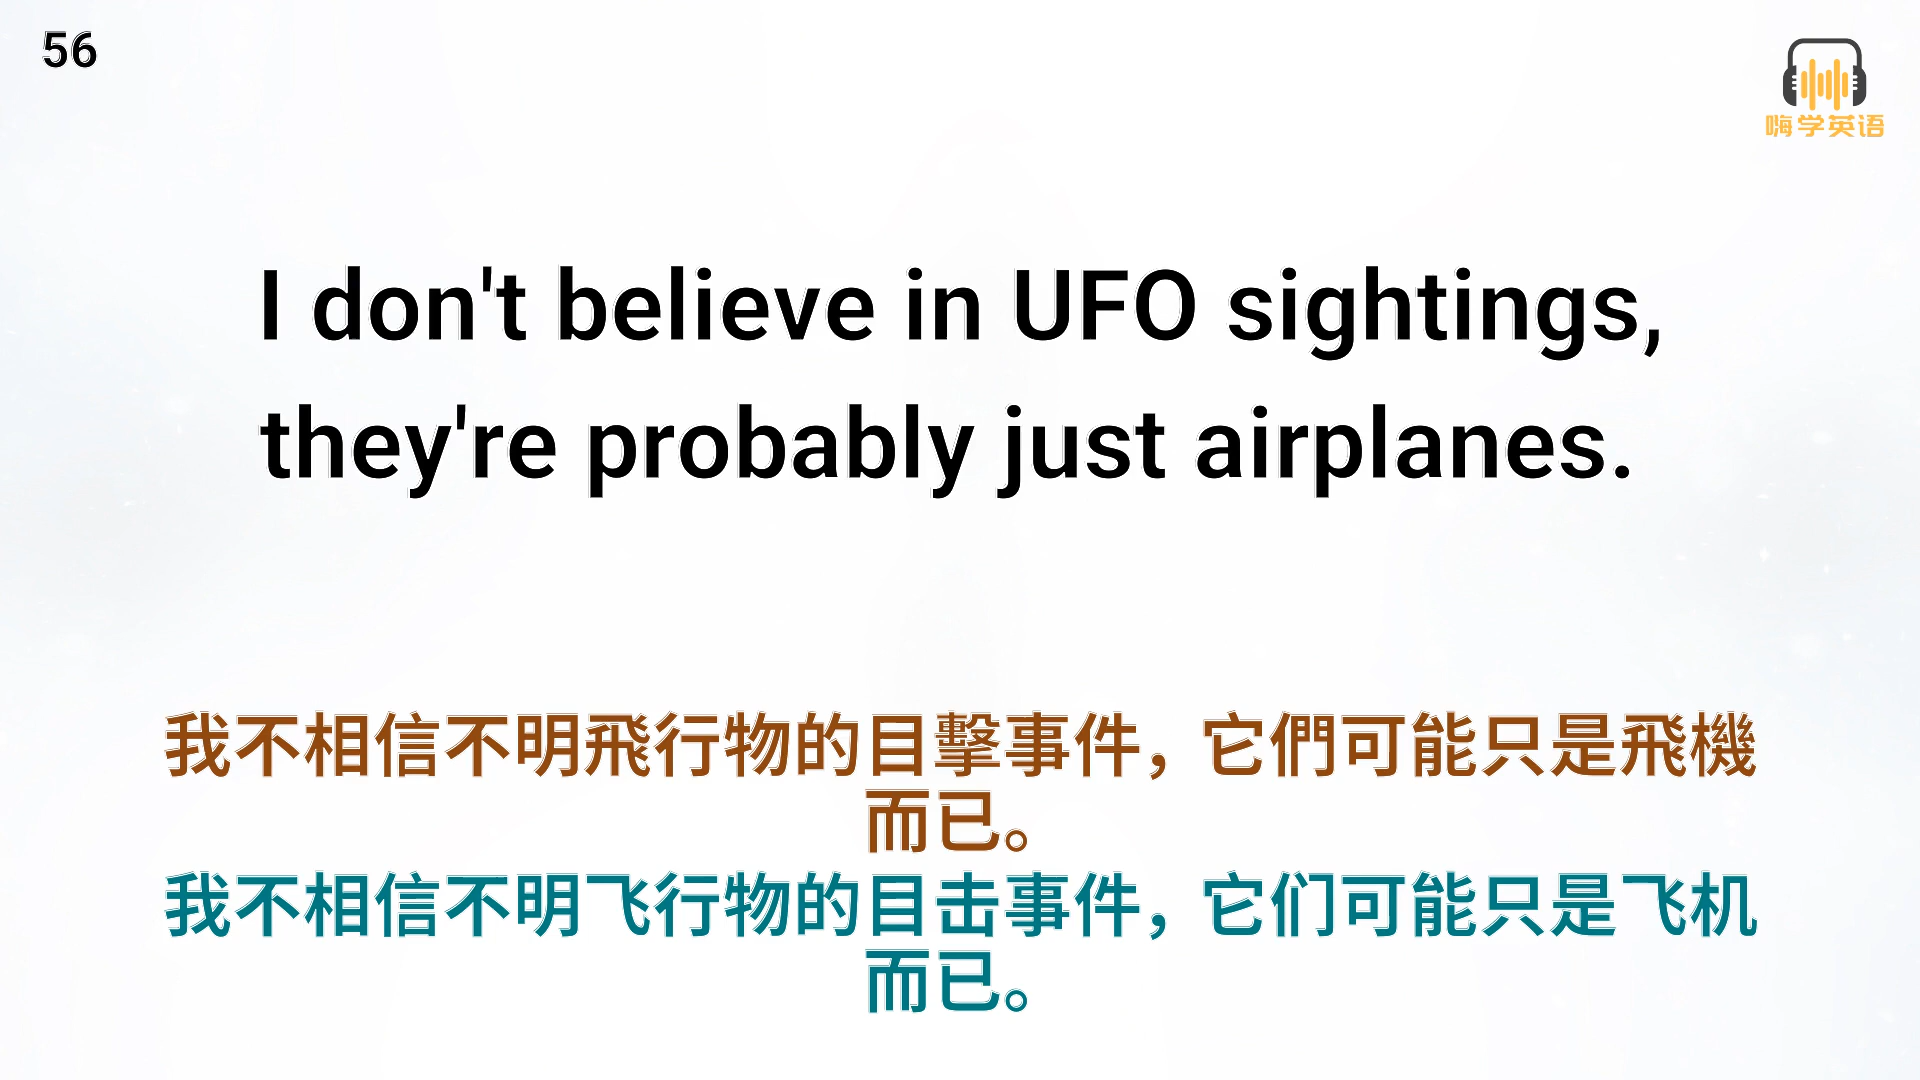 56
嗨学英语
I don't believe in UFO sightings,
they're probably just airplanes.
我不相信不明飛行物的目擊事件，它們可能只是飛機
而已。
我不相信不明飞行物的目击事件，它们可能只是飞机
而已。